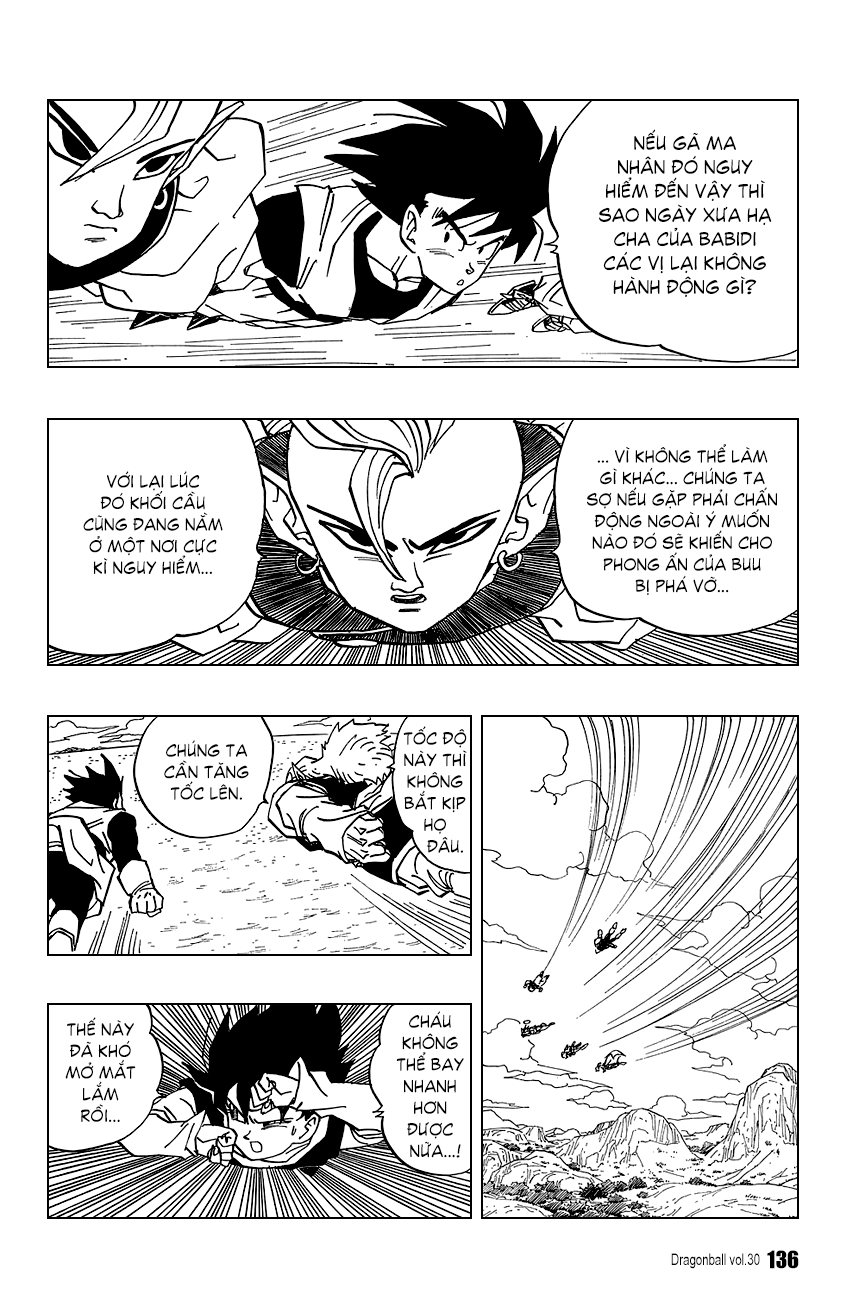 NẾU GÃ MA
NHÂN ĐÓ NGUY
HIỂM ĐẾN VẬY THÌ
SAO NGÀY XƯA HẠ
CHA CỦA BABIDI
CÁC VỊ LẠI KHÔNG
HÀNH ĐỘNG GÌ?
... VÌ KHÔNG THỂ LÀM
GÌ KHÁC... CHÚNG TA
SỢ NẾU GẶP PHẢI CHẤN
ĐỘNG NGOÀI Ý MUỐN
NÀO ĐÓ SẼ KHIẾN CHO
PHONG ẤN CỦA BUU
BỊ PHÁ VỠ...
VỚI LẠI LÚC
ĐÓ KHỐI CẦU
CŨNG ĐANG NẰM
Ở MỘT NƠI CỰC
KÌ NGUY HIỂM...
TỐC ĐỘ
NÀY THÌ
KHÔNG
BẮT KỊP
HỌ
ĐÂU.
CHÚNG TA
CẦN TĂNG
TỐC LÊN.
CHÁU
KHÔNG
THỂ BAY
NHANH
HƠN
ĐƯỢC
NỮA...!
THẾ NÀY
ĐÃ KHÓ
MỞ MẮT
LẮM
RỒI...
Dragonball vol.30 136